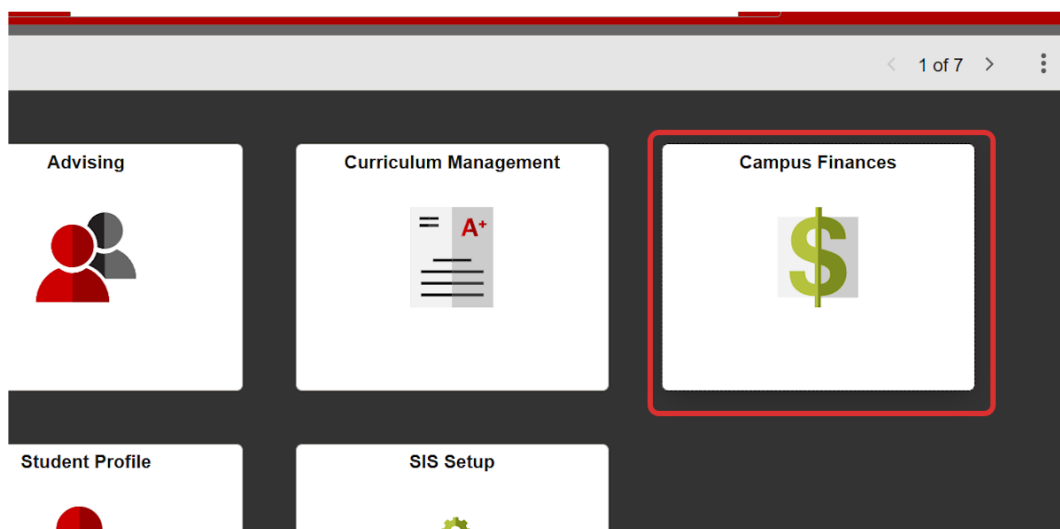 1 of 7
Advising
Curriculum Management
Campus Finances
A+
$
Student Profile
SIS Setup